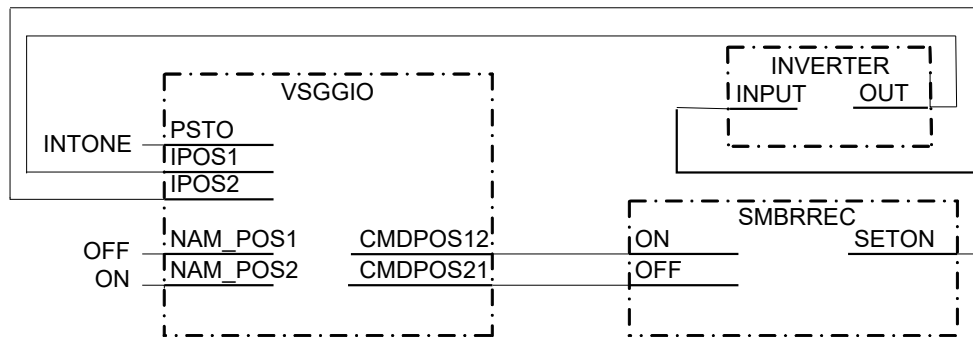 INVERTER
VSGGIO
INPUT OUT
PSTO
INTONE
IPOS1
IPOS2
SMBRREC
NAM_POS1 CMDPOS12 ON SETON
OFF
NAM_POS2 CMDPOS21 OFF
ON